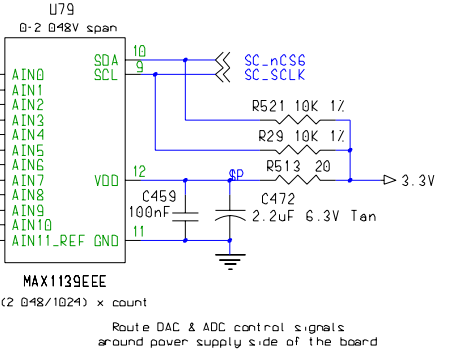 U79
0-2 048V span
SDA 10
SCL 9
SC_nCS6
SC_SCLK
AIN0
AIN1
AIN2
AIN3
AIN4
AIN5
AIN6
AIN7
AIN8
AIN9
AIN10
AIN11_REF GND 11
R521 10K 1%
R29 10K 1%
R513 20
VDD 12
3.3V
C459
100nF
C472
2.2uF 6.3V Tan
MAX1139EEE
(2 048/1024) x count
Route DAC & ADC control signals
around power supply side of the board